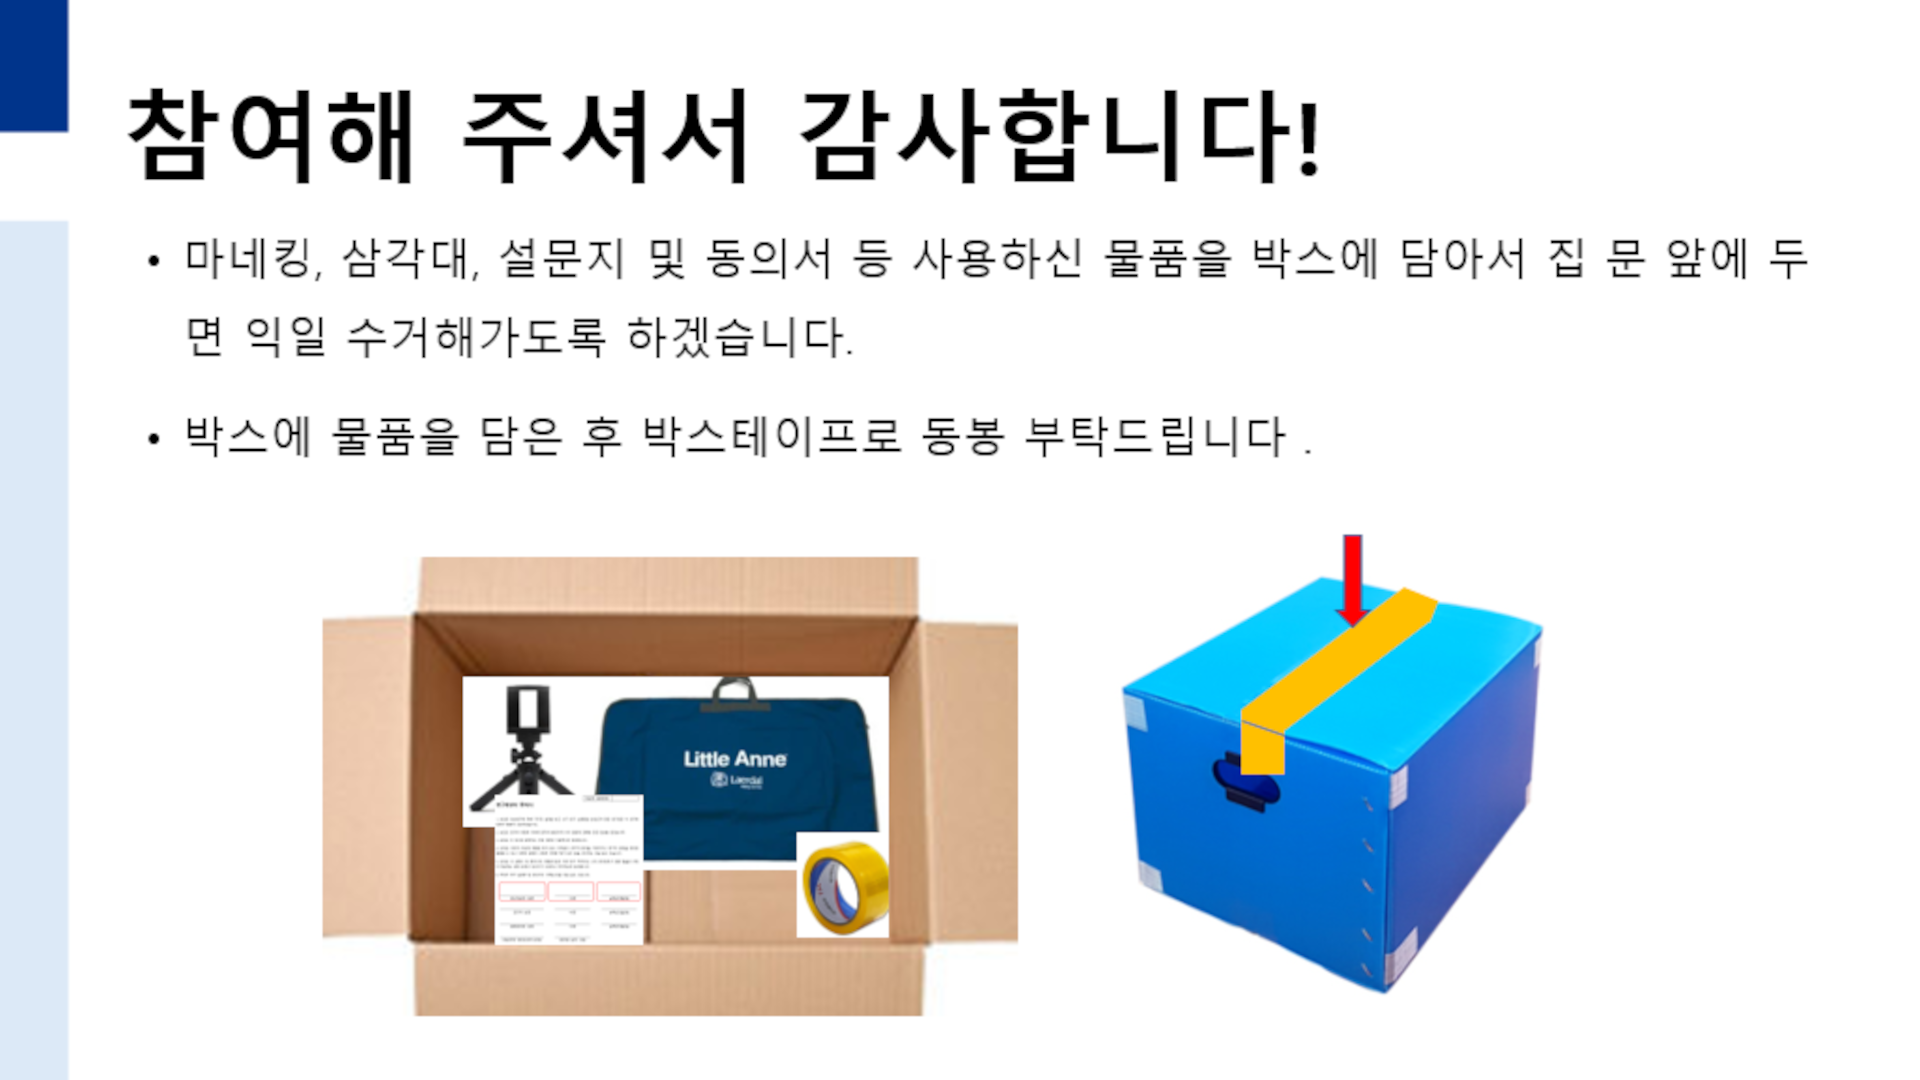 참여해 주셔서 감사합니다!
• 마네킹, 삼각대, 설문지 및 동의서 등 사용하신 물품을 박스에 담아서 집 문 앞에 두
면 익일 수거해가도록 하겠습니다.
• 박스에 물품을 담은 후 박스테이프로 동봉 부탁드립니다 .
Little Anne
Laerdal